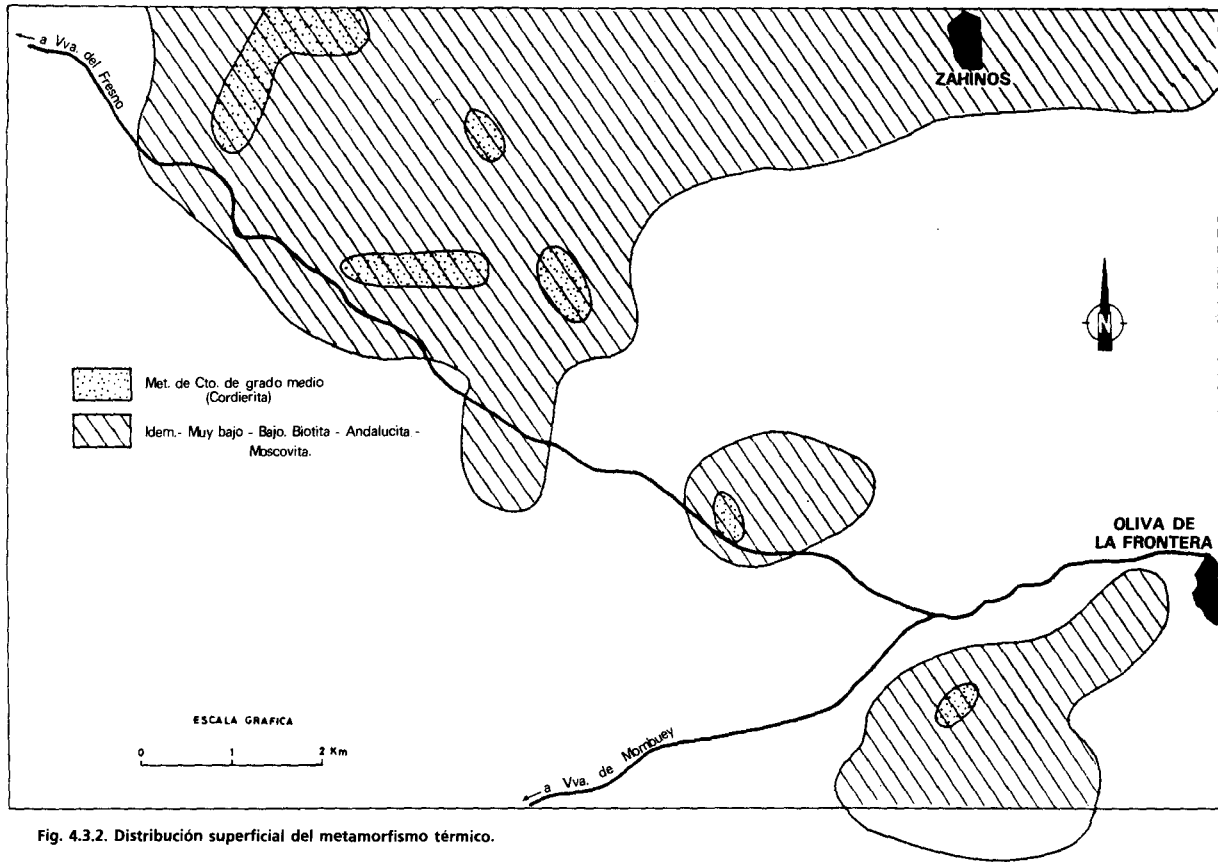 a Vva. del Fresno
ZAHINOS
N
Met. de Cto. de grado medio
(Cordierita)
Idem.- Muy bajo - Bajo. Biotita - Andalucita -
Moscovita.
OLIVA DE
LA FRONTERA
ESCALA GRAFICA
0 1 2 Km
a Vva. de Mombuey
Fig. 4.3.2. Distribución superficial del metamorfismo térmico.